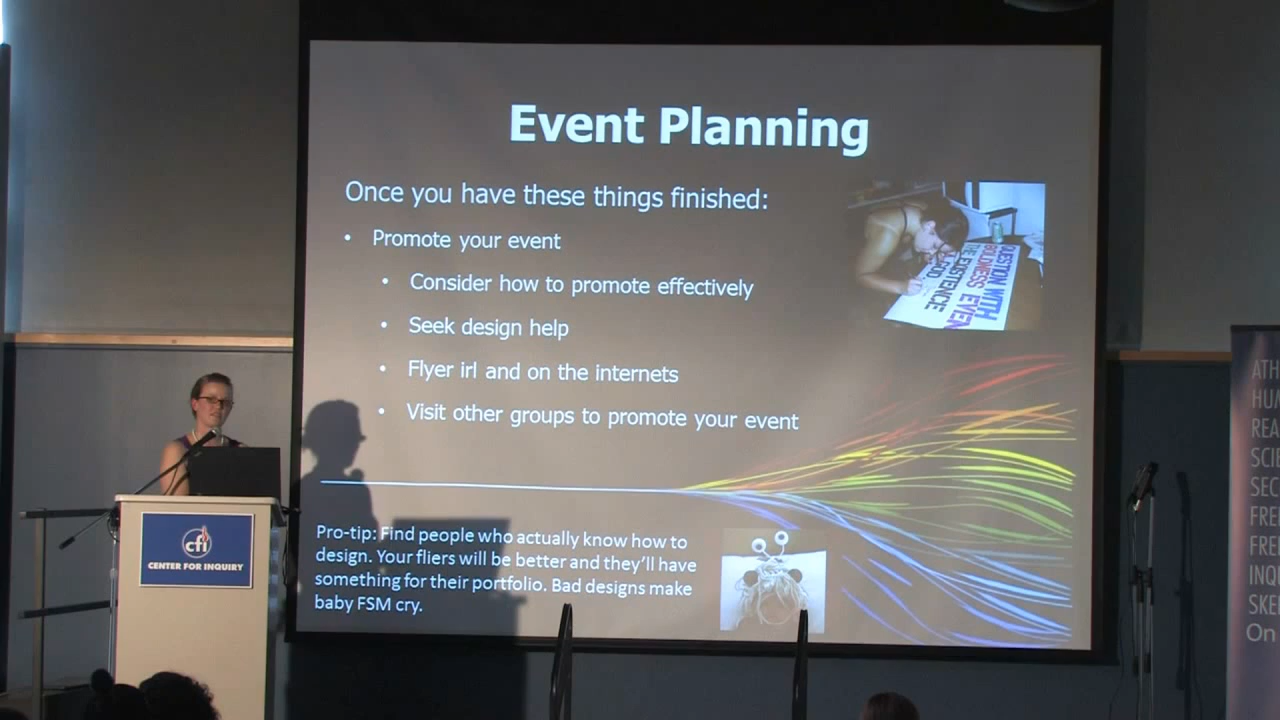 Event Planning
Once you have these things finished:
• Promote your event
• Consider how to promote effectively
• Seek design help
• Flyer irl and on the internets
• Visit other groups to promote your event
QUESTION WITH
BOLDNESS EVEN
THE EXISTENCE
GOD
Pro-tip: Find people who actually know how to
design. Your fliers will be better and they'll have
something for their portfolio. Bad designs make
baby FSM cry.
cfi
CENTER FOR INQUIRY
ATH
HUM
REA
SCIE
SEC
FREE
FREE
INQ
SKE
On